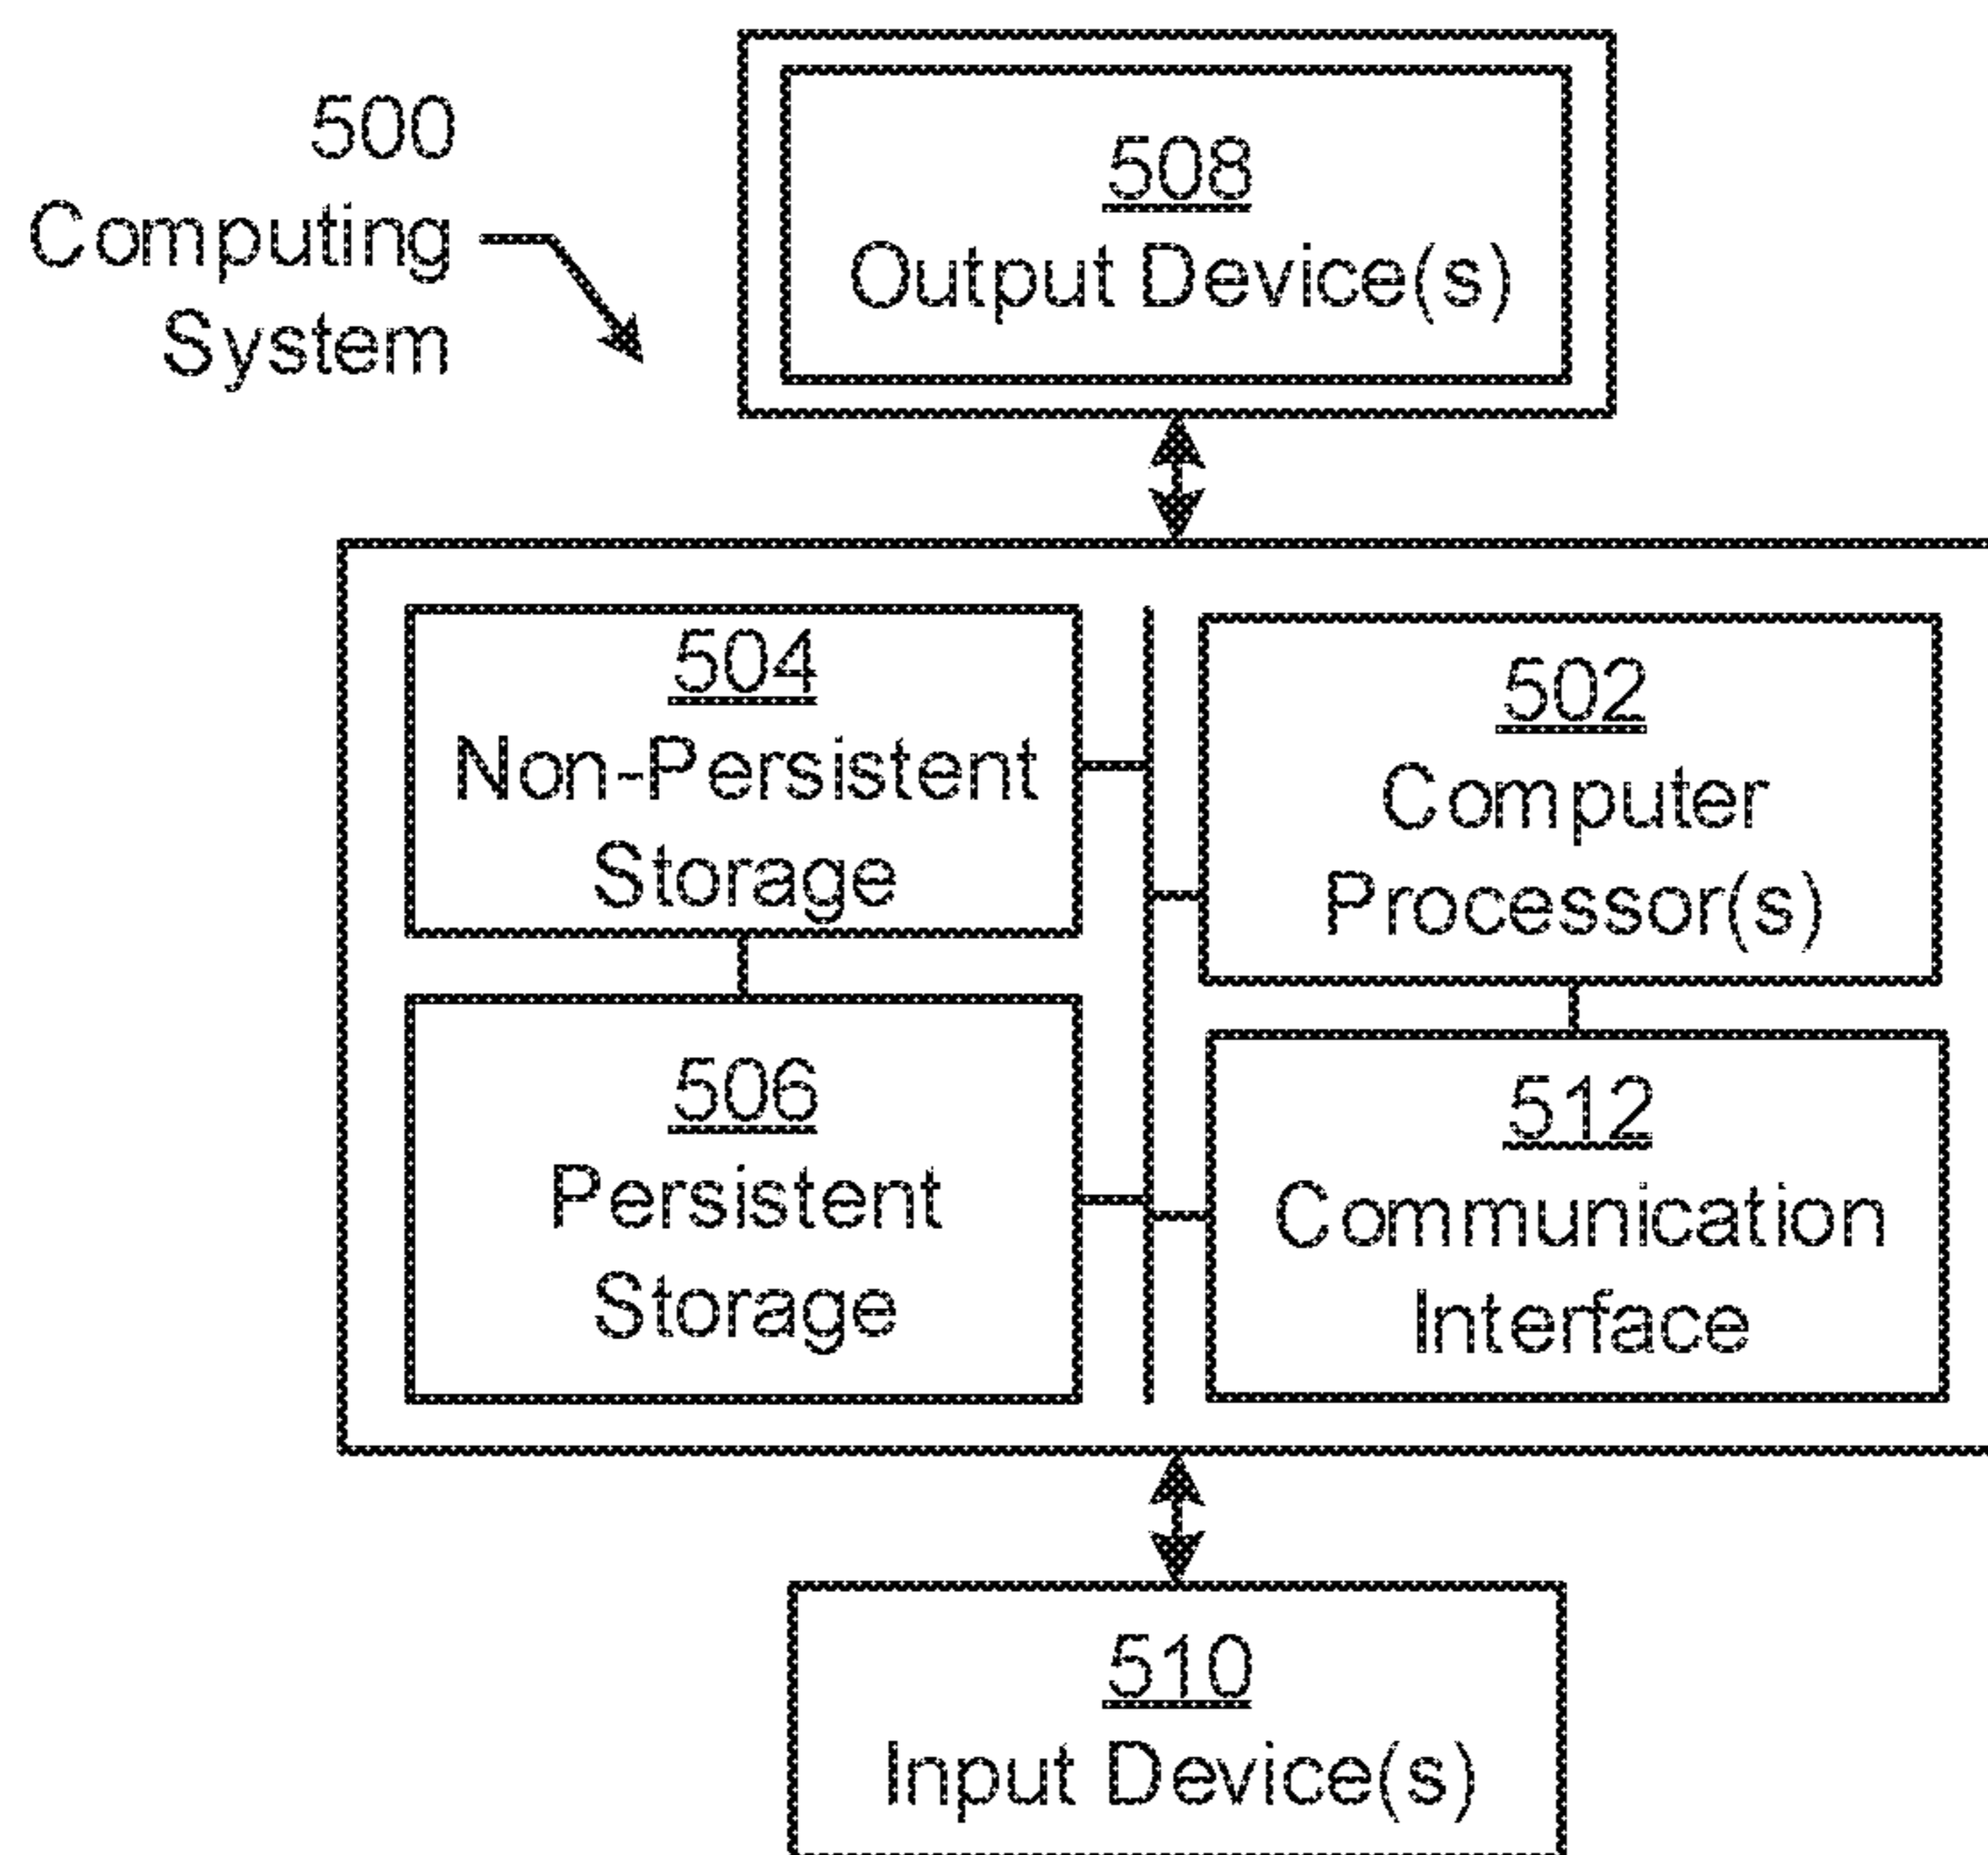 500
Computing
System
508
Output Device(s)
504
Non-Persistent
Storage
502
Computer
Processor(s)
506
Persistent
Storage
512
Communication
Interface
510
Input Device(s)